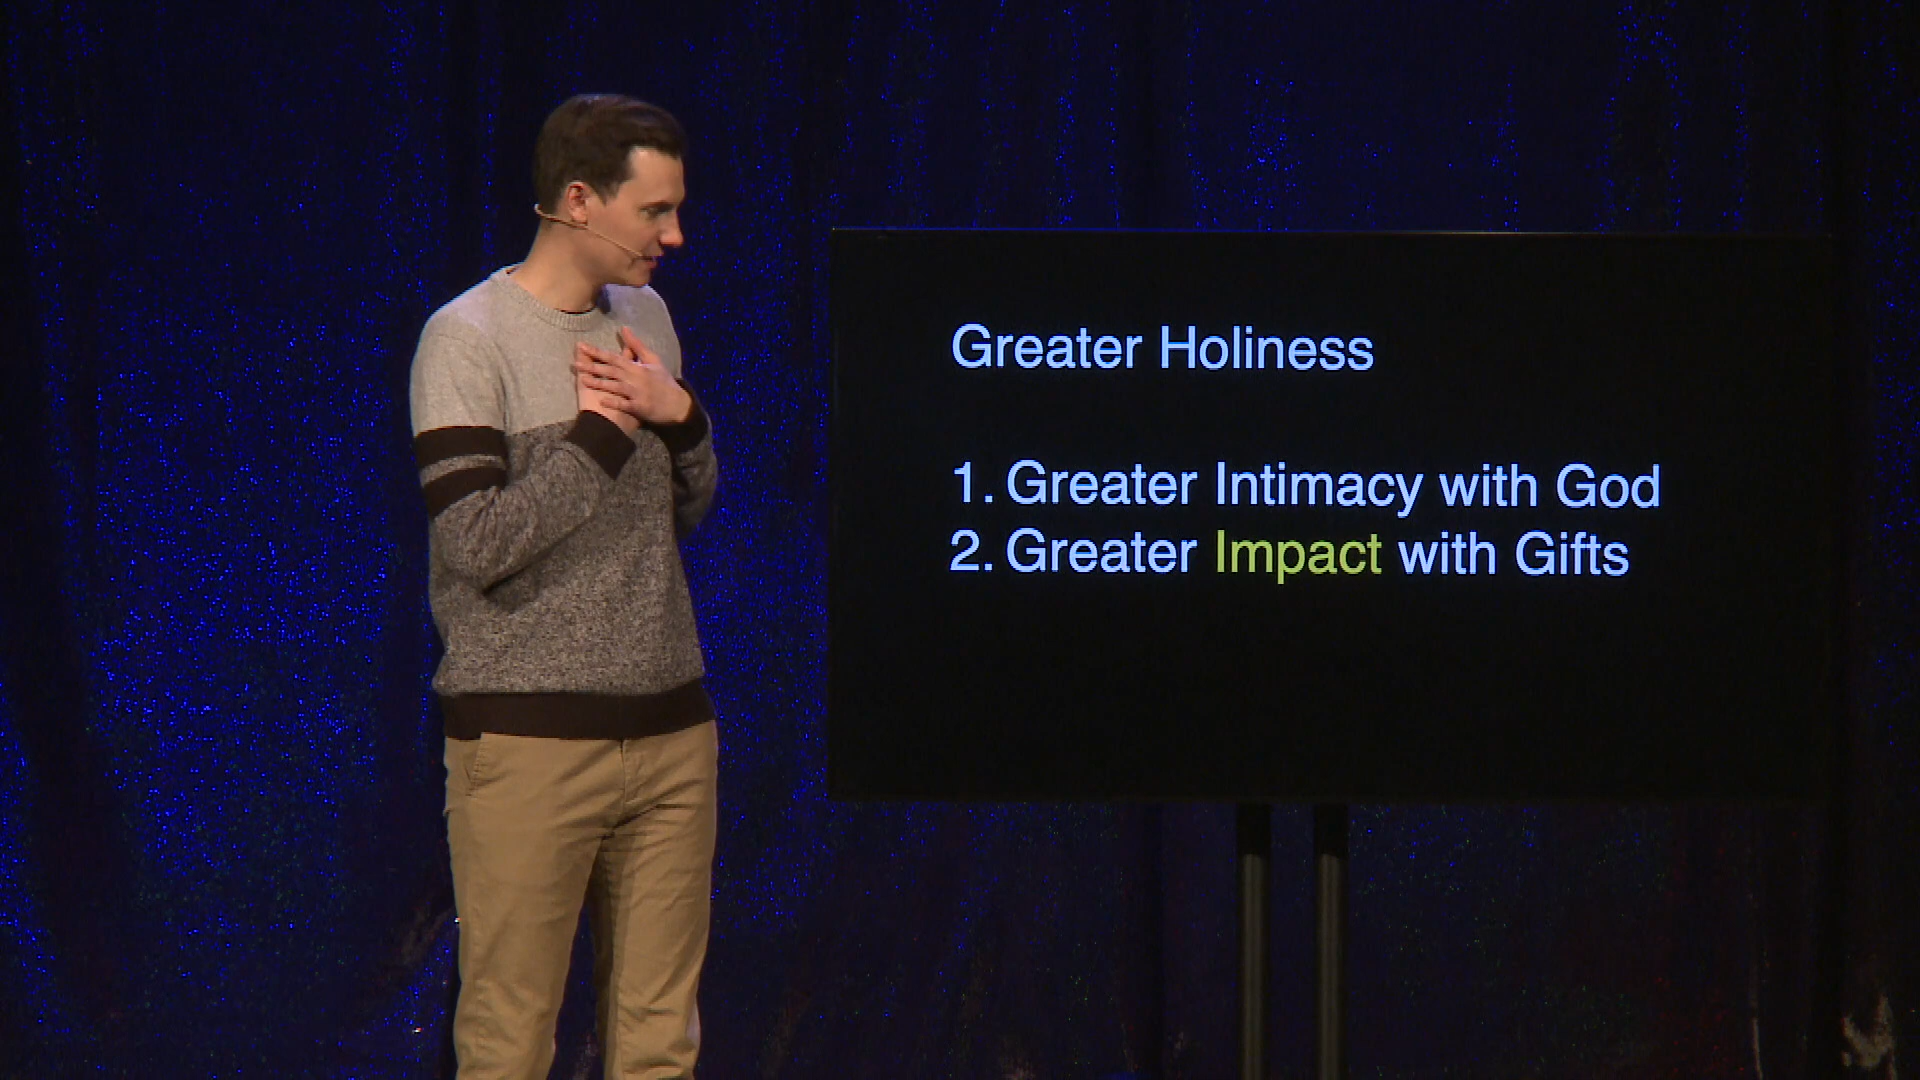 Greater Holiness
1. Greater Intimacy with God
2. Greater Impact with Gifts